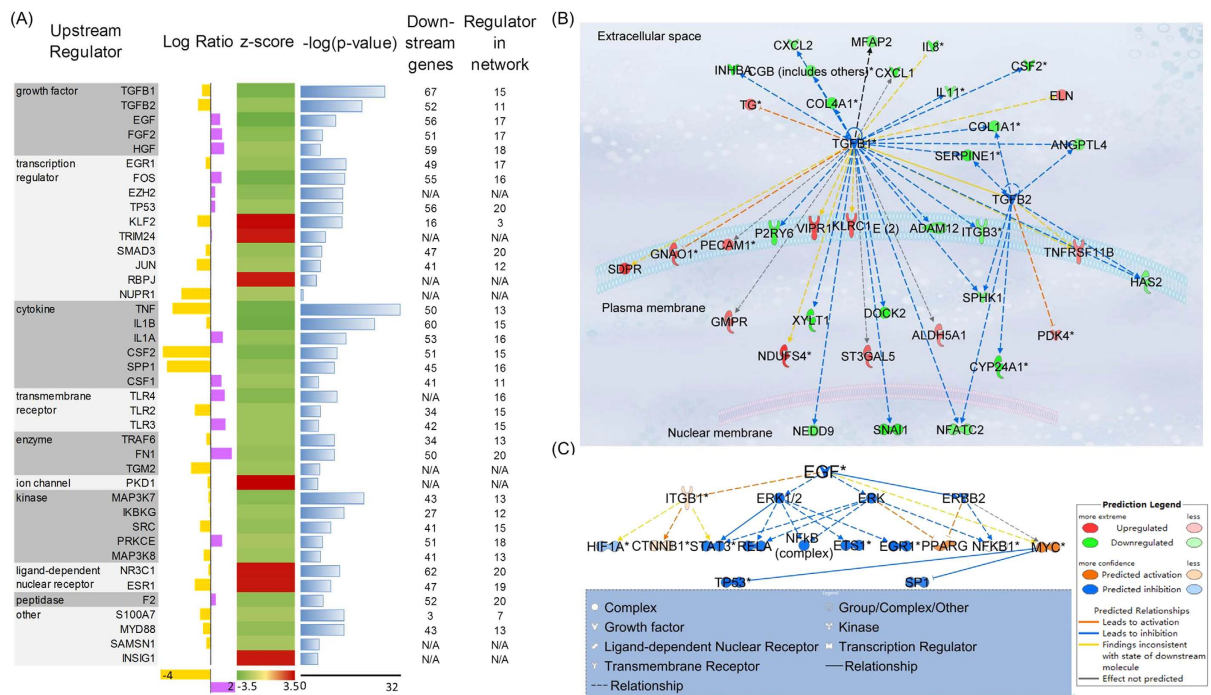 (A)
Upstream Regulator Log Ratio z-score -log(p-value) Down-stream genes Regulator in network
growth factor TGFB1 67 15
TGFB2 52 11
EGF 56 17
FGF2 51 17
HGF 59 18
transcription regulator EGR1 49 17
FOS 55 16
EZH2 N/A N/A
TP53 56 20
KLF2 16 3
TRIM24 N/A N/A
SMAD3 47 20
JUN 41 12
RBPJ N/A N/A
NUPR1 N/A N/A
cytokine TNF 50 13
IL1B 60 15
IL1A 53 16
CSF2 51 15
SPP1 45 16
CSF1 41 11
transmembrane receptor TLR4 N/A 16
TLR2 34 15
TLR3 42 15
enzyme TRAF6 34 13
FN1 50 20
TGM2 N/A N/A
ion channel PKD1 N/A N/A
kinase MAP3K7 43 13
IKBKG 27 12
SRC 41 15
PRKCE 51 18
MAP3K8 41 13
ligand-dependent nuclear receptor NR3C1 62 20
ESR1 47 19
peptidase F2 52 20
other S100A7 3 7
MYD88 43 13
SAMSN1 N/A N/A
INSIG1 N/A N/A
-4 2 -3.5 3.50 32
(B)
Extracellular space
CXCL2 MFAP2 IL8*
INHBA CGB (includes others)* CXCL1 CSF2*
TG* COL4A1* IL11* ELN
TGFB1* COL1A1* ANGPTL4
SERPINE1*
TGFB2
P2RY6 VIPR1 KLRC1 E (2) ADAM12 ITGB3*
SDPR GNAO1* PECAM1* TNFRSF11B
HAS2
Plasma membrane SPHK1
GMPR XYLT1 DOCK2 ALDH5A1 PDK4*
NDUFS4* ST3GAL5 CYP24A1*
Nuclear membrane NEDD9 SNAI1 NFATC2
(C)
EGF*
ITGB1* ERK1/2 ERK ERBB2
HIF1A* CTNNB1* STAT3* RELA NFkB (complex) ETS1* EGR1* PPARG NFKB1* MYC*
TP53* SP1
Legend
Complex Group/Complex/Other
Growth factor Kinase
Ligand-dependent Nuclear Receptor Transcription Regulator
Transmembrane Receptor Relationship
Relationship
Prediction Legend
more extreme less
Upregulated
Downregulated
more confidence less
Predicted activation
Predicted inhibition
Predicted Relationships
Leads to activation
Leads to inhibition
Findings inconsistent
with state of downstream
molecule
Effect not predicted